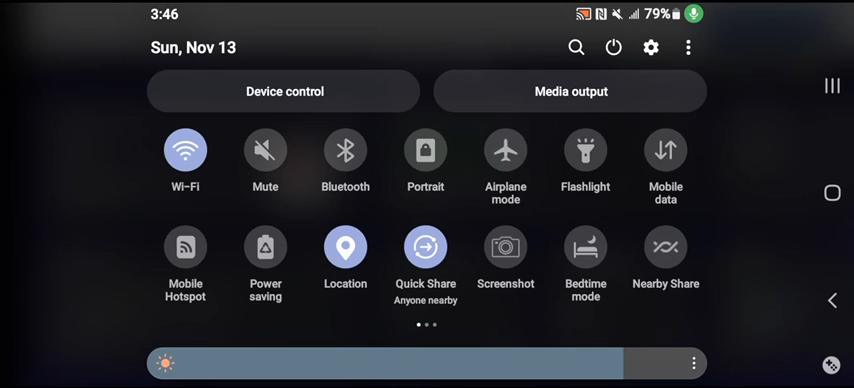 3:46
79%
Sun, Nov 13
Device control
Media output
Wi-Fi
Mute
Bluetooth
Portrait
Airplane
mode
Flashlight
Mobile
data
Mobile
Hotspot
Power
saving
Location
Quick Share
Anyone nearby
Screenshot
Bedtime
mode
Nearby Share